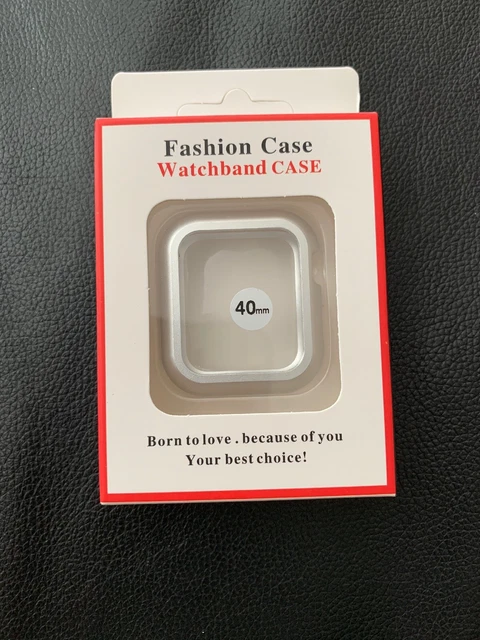 Fashion Case
Watchband CASE
40mm
Born to love . because of you
Your best choice!